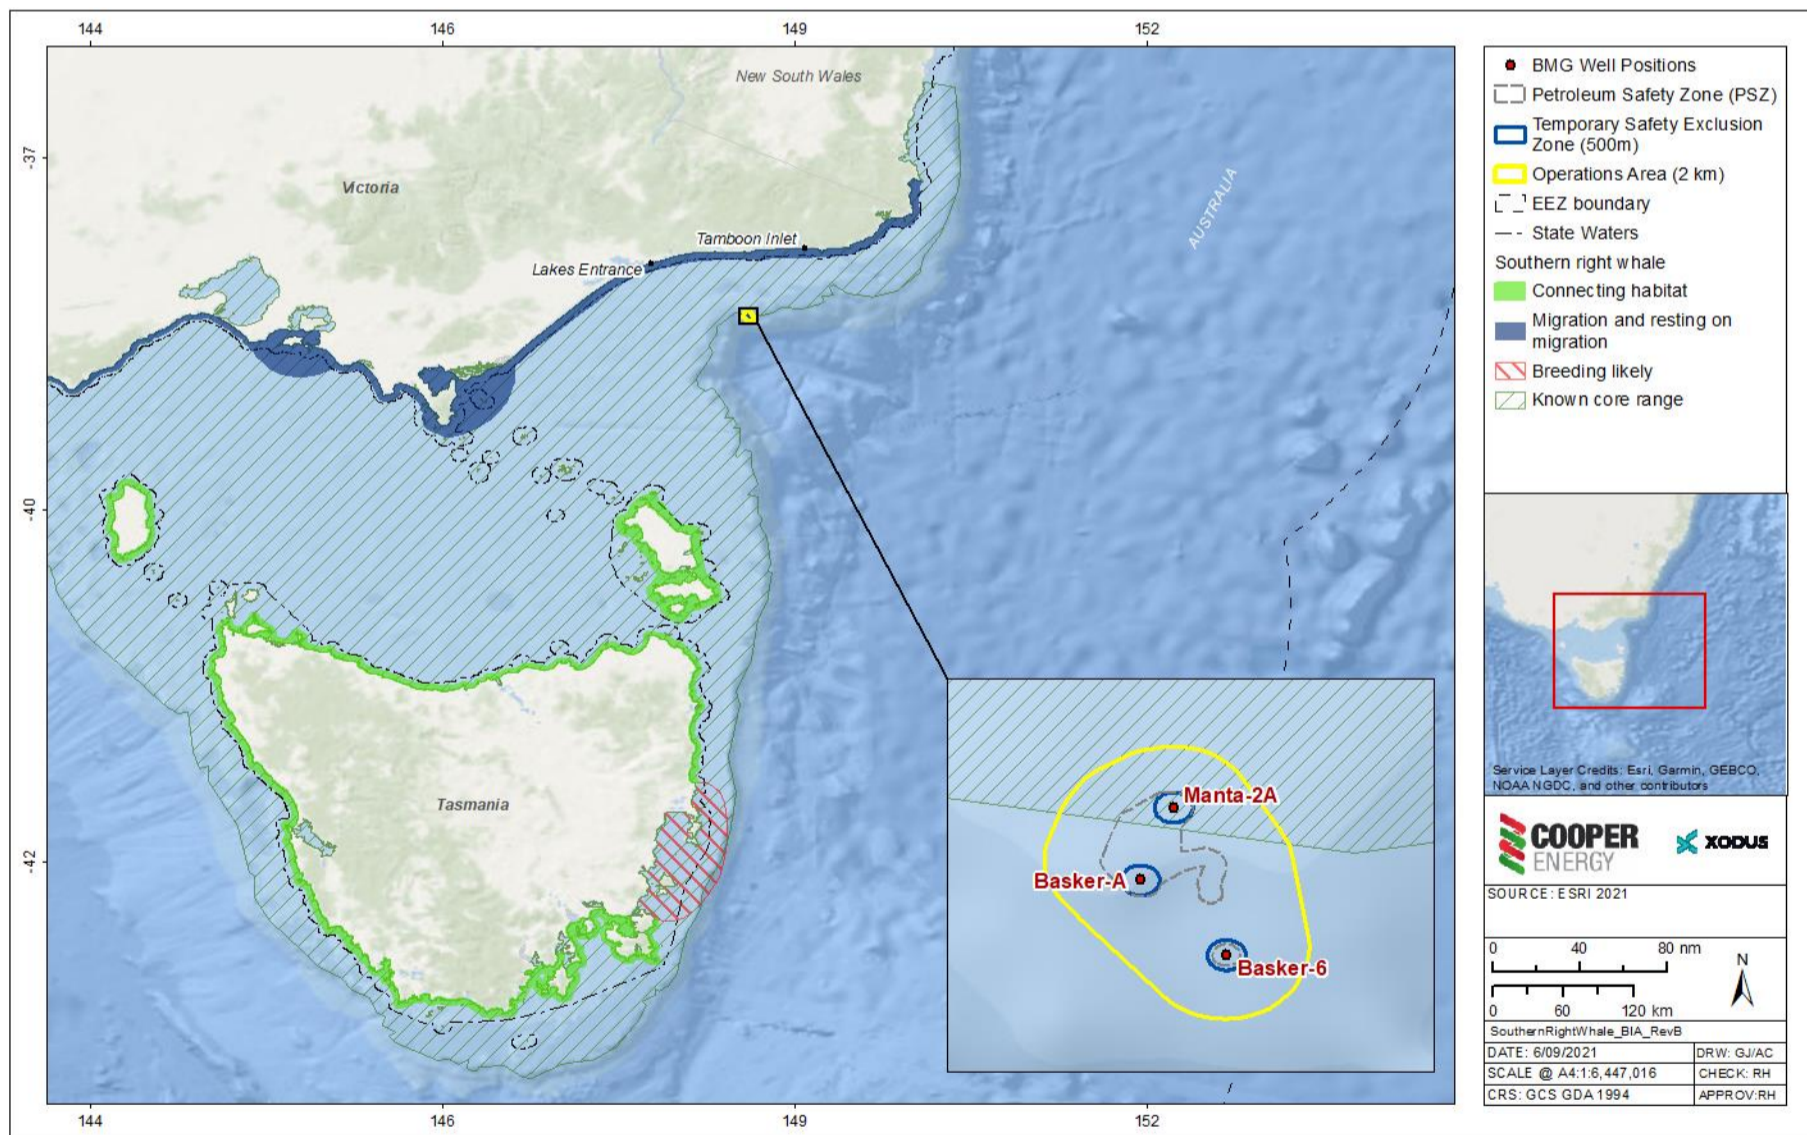 144
146
149
152
-37
-40
-42
New South Wales
Victoria
AUSTRALIA
Tamboon Inlet
Lakes Entrance
Tasmania
Manta-2A
Basker-A
Basker-6
144
146
149
152
BMG Well Positions
Petroleum Safety Zone (PSZ)
Temporary Safety Exclusion
Zone (500m)
Operations Area (2 km)
EEZ boundary
State Waters
Southern right whale
Connecting habitat
Migration and resting on
migration
Breeding likely
Known core range
Service Layer Credits: Esri, Garmin, GEBCO,
NOAA NGDC, and other contributors
COOPER
ENERGY
XODUS
SOURCE: ESRI 2021
0 40 80 nm
N
0 60 120 km
SouthernRightWhale_BIA_RevB
DATE: 6/09/2021 DRW: GJ/AC
SCALE @ A4:1:6,447,016 CHECK: RH
CRS: GCS GDA 1994 APPROV:RH